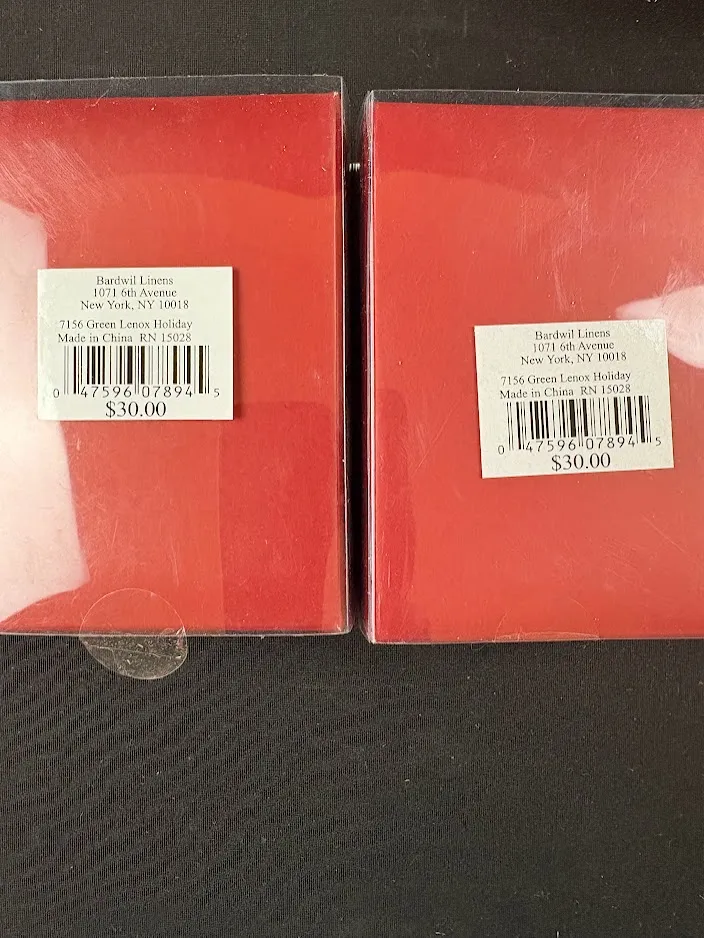 Bardwil Linens
1071 6th Avenue
New York, NY 10018
7156 Green Lenox Holiday
Made in China RN 15028
0 47596 07894 5
$30.00
Bardwil Linens
1071 6th Avenue
New York, NY 10018
7156 Green Lenox Holiday
Made in China RN 15028
0 47596 07894 5
$30.00